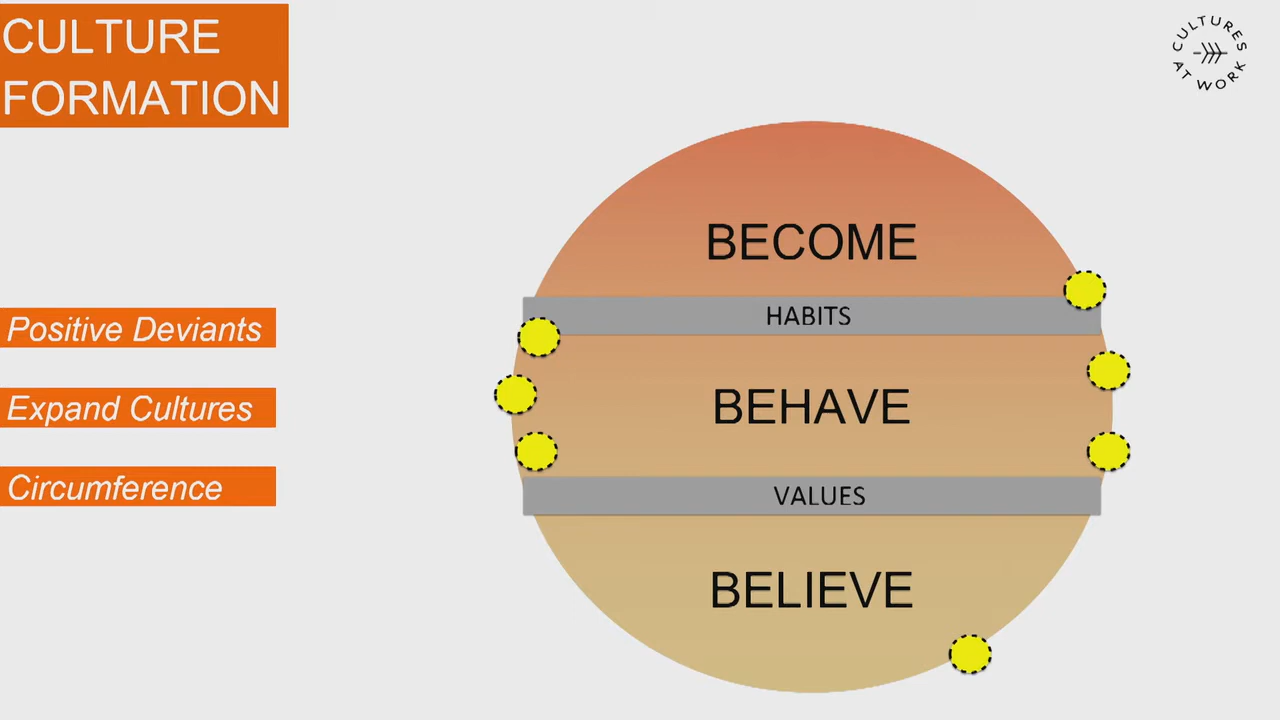 CULTURE
FORMATION
CULTURES
AT WORK
BECOME
HABITS
Positive Deviants
BEHAVE
Expand Cultures
Circumference
VALUES
BELIEVE